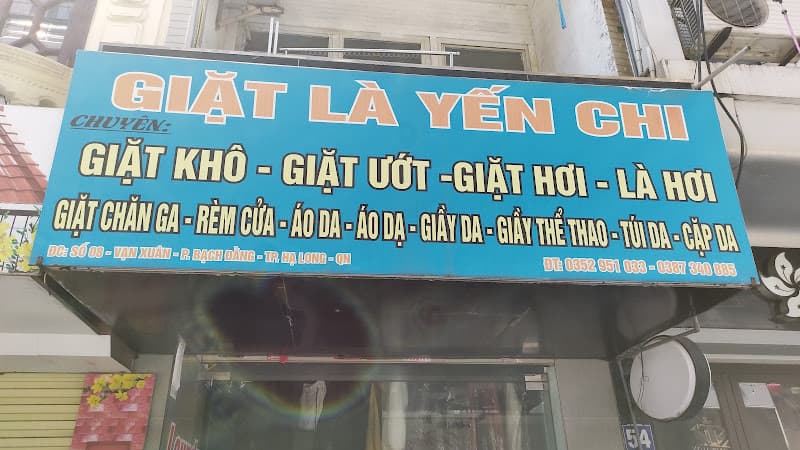 GIẶT LÀ YẾN CHI
CHUYÊN:
GIẶT KHÔ - GIẶT ƯỚT -GIẶT HƠI - LÀ HƠI
GIẶT CHĂN GA - RÈM CỬA - ÁO DA - ÁO DẠ - GIẦY DA - GIẦY THỂ THAO - TÚI DA - CẶP DA
ĐC: SỐ 08 - VẠN XUÂN - P. BẠCH ĐẰNG - TP. HẠ LONG - QN
ĐT: 0352 951 093 - 0387 340 885
54